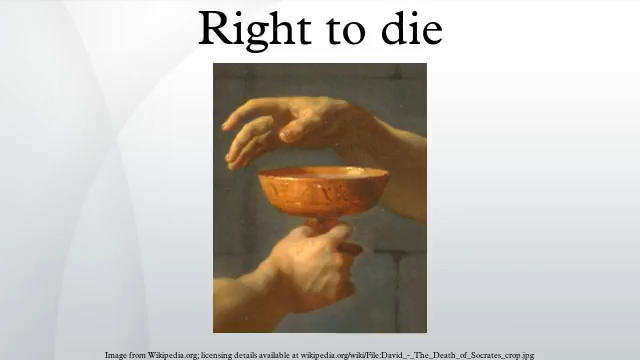 Right to die
Image from Wikipedia.org; licensing details available at wikipedia.org/wiki/File:David_-_The_Death_of_Socrates_crop.jpg